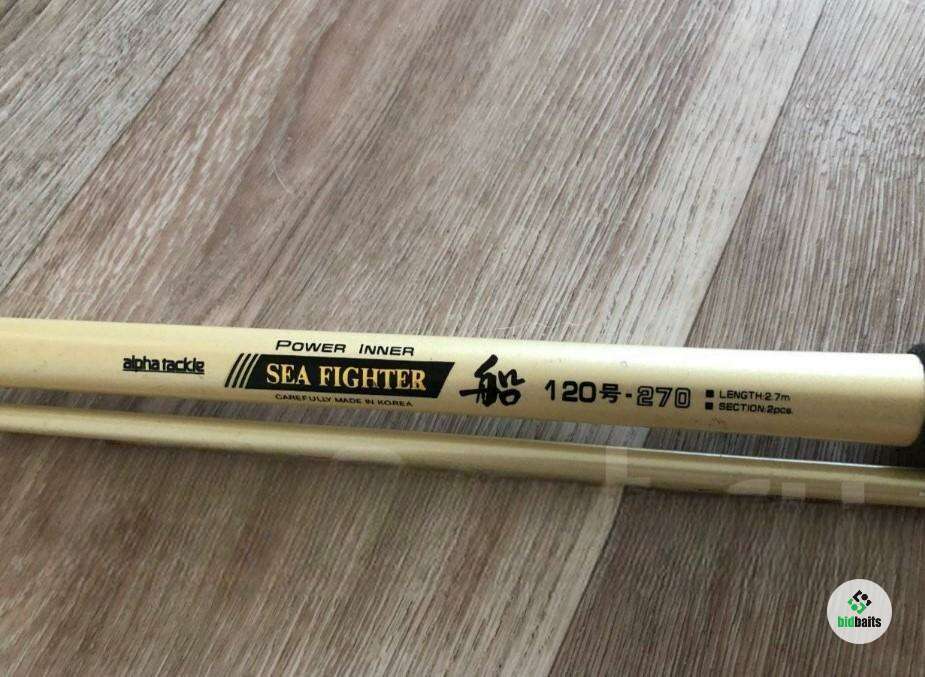 alpha tackle
POWER INNER
SEA FIGHTER
CAREFULLY MADE IN KOREA
船 120号-270
■ LENGTH:2.7m
■ SECTION:2pcs.
bidbaits